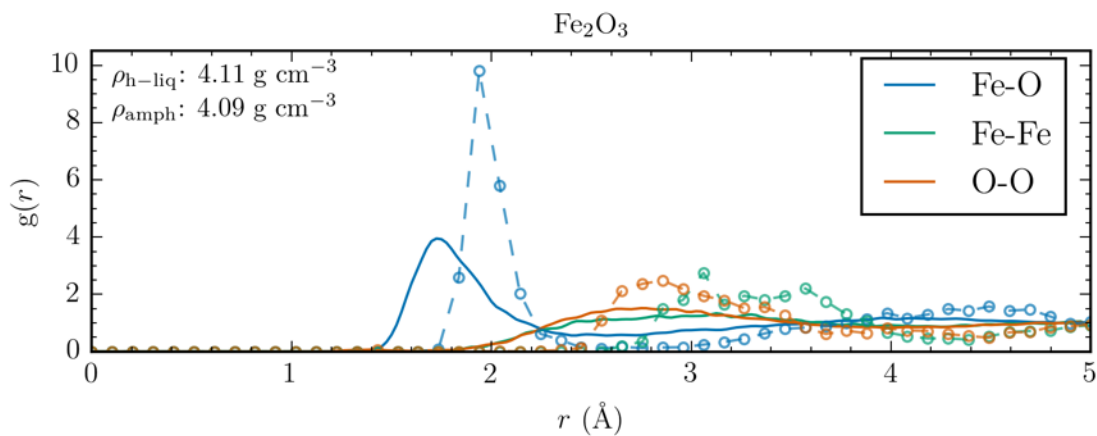 Fe₂O₃
ρh−liq: 4.11 g cm⁻³
ρamph: 4.09 g cm⁻³
Fe-O
Fe-Fe
O-O
10
8
6
4
2
0
g(r)
0 1 2 3 4 5
r (Å)